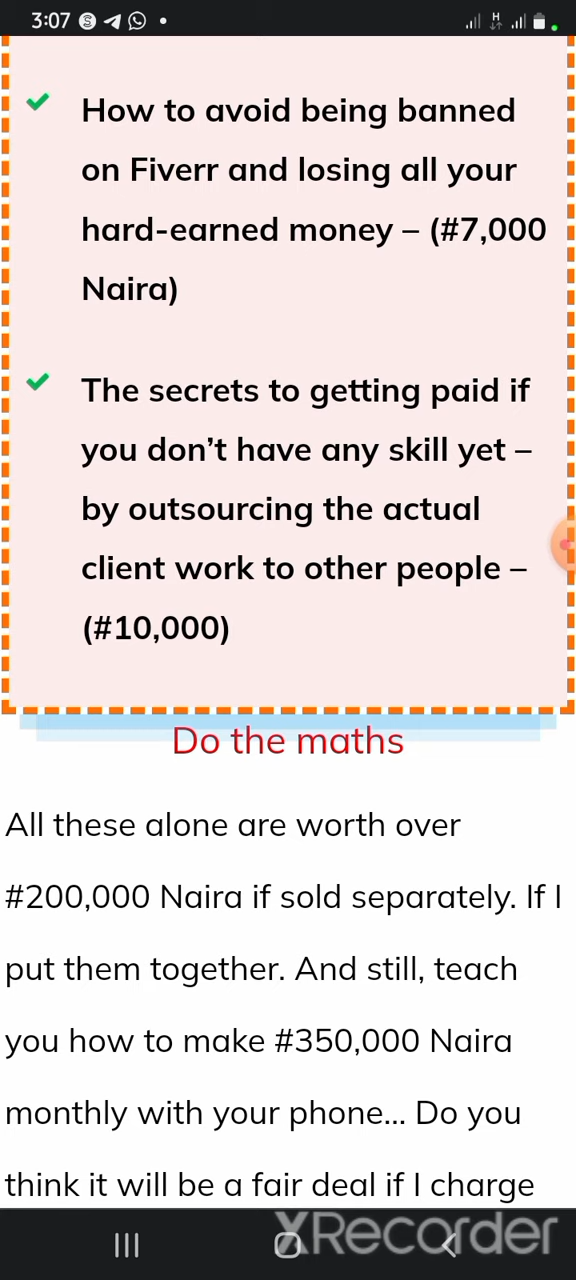 3:07
H
How to avoid being banned
on Fiverr and losing all your
hard-earned money – (#7,000
Naira)
The secrets to getting paid if
you don’t have any skill yet –
by outsourcing the actual
client work to other people –
(#10,000)
Do the maths
All these alone are worth over
#200,000 Naira if sold separately. If I
put them together. And still, teach
you how to make #350,000 Naira
monthly with your phone... Do you
think it will be a fair deal if I charge
XRecorder